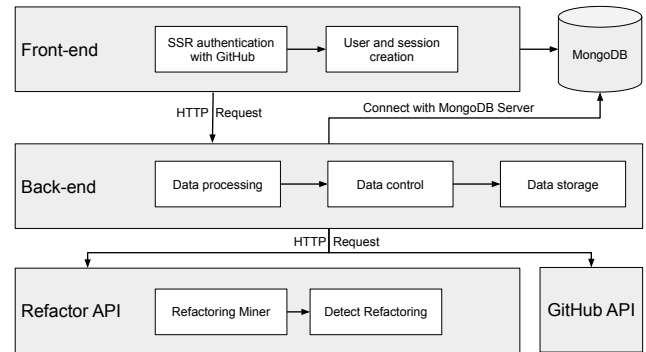 Front-end
SSR authentication
with GitHub
User and session
creation
MongoDB
HTTP Request
Connect with MongoDB Server
Back-end
Data processing
Data control
Data storage
HTTP Request
Refactor API
Refactoring Miner
Detect Refactoring
GitHub API